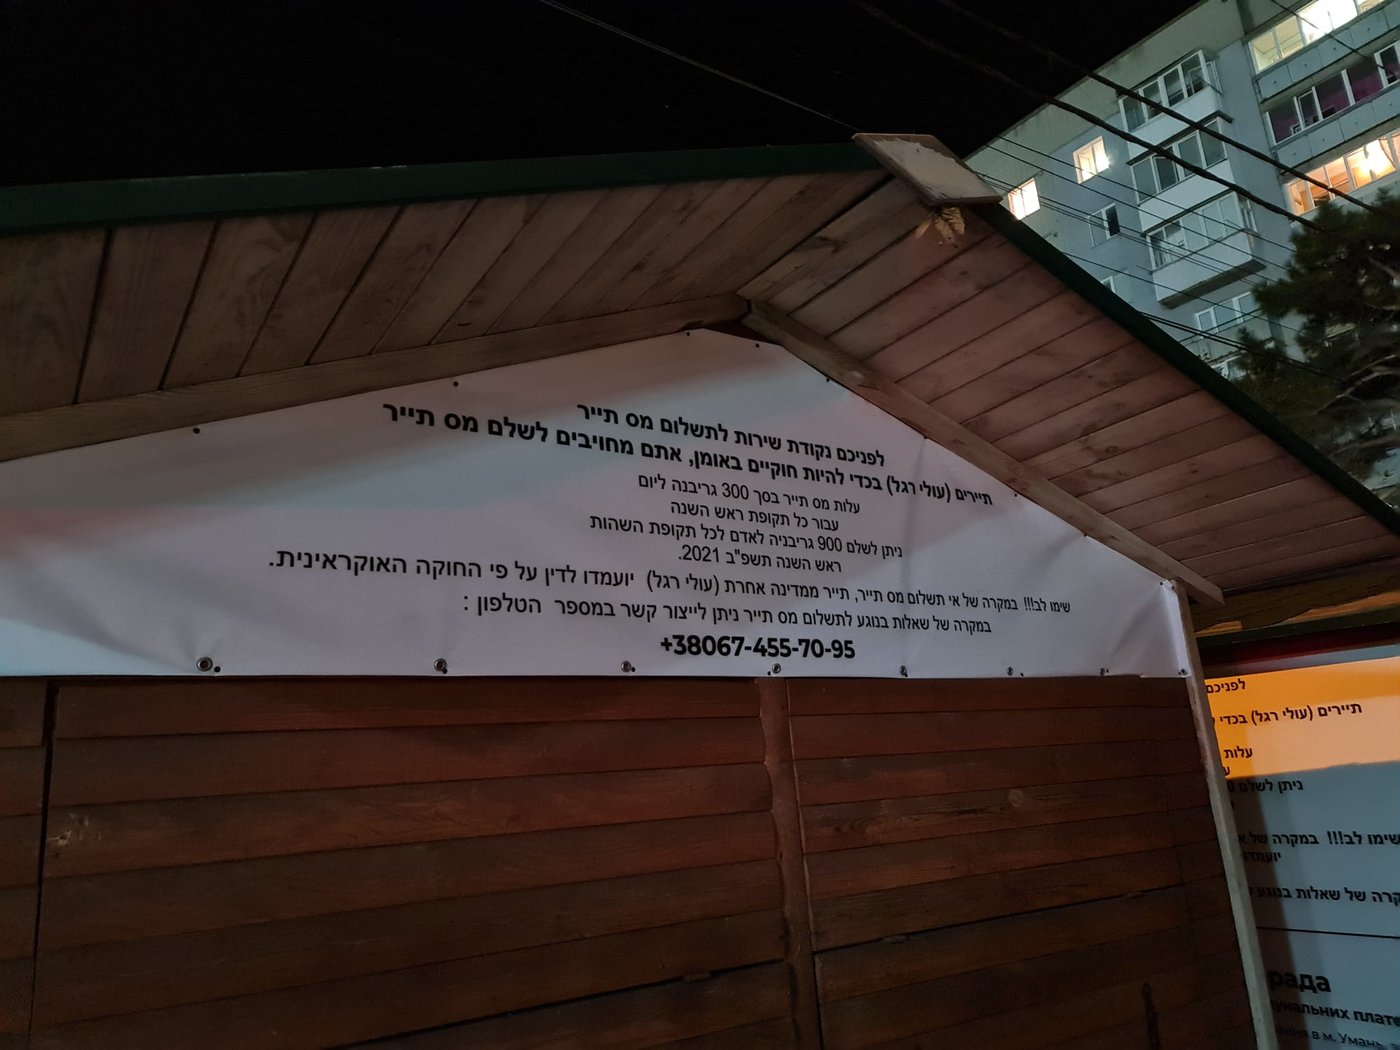 לפניכם נקודת שירות לתשלום מס תייר
תיירים (עולי רגל) בכדי להיות חוקיים באומן, אתם מחויבים לשלם מס תייר
עלות מס תייר בסך 300 גריבנה ליום
עבור כל תקופת ראש השנה
ניתן לשלם 900 גריבניה לאדם לכל תקופת השהות
ראש השנה תשפ"ב 2021.
שימו לב!!! במקרה של אי תשלום מס תייר, תייר ממדינה אחרת (עולי רגל) יועמדו לדין על פי החוקה האוקראינית.
במקרה של שאלות בנוגע לתשלום מס תייר ניתן לייצור קשר במספר הטלפון :
+38067-455-70-95
לפניכם
תיירים (עולי רגל) בכדי
עלות
ניתן לשלם
שימו לב!!! במקרה של
קרה של שאלות בנוגע
рада
в м. Умань